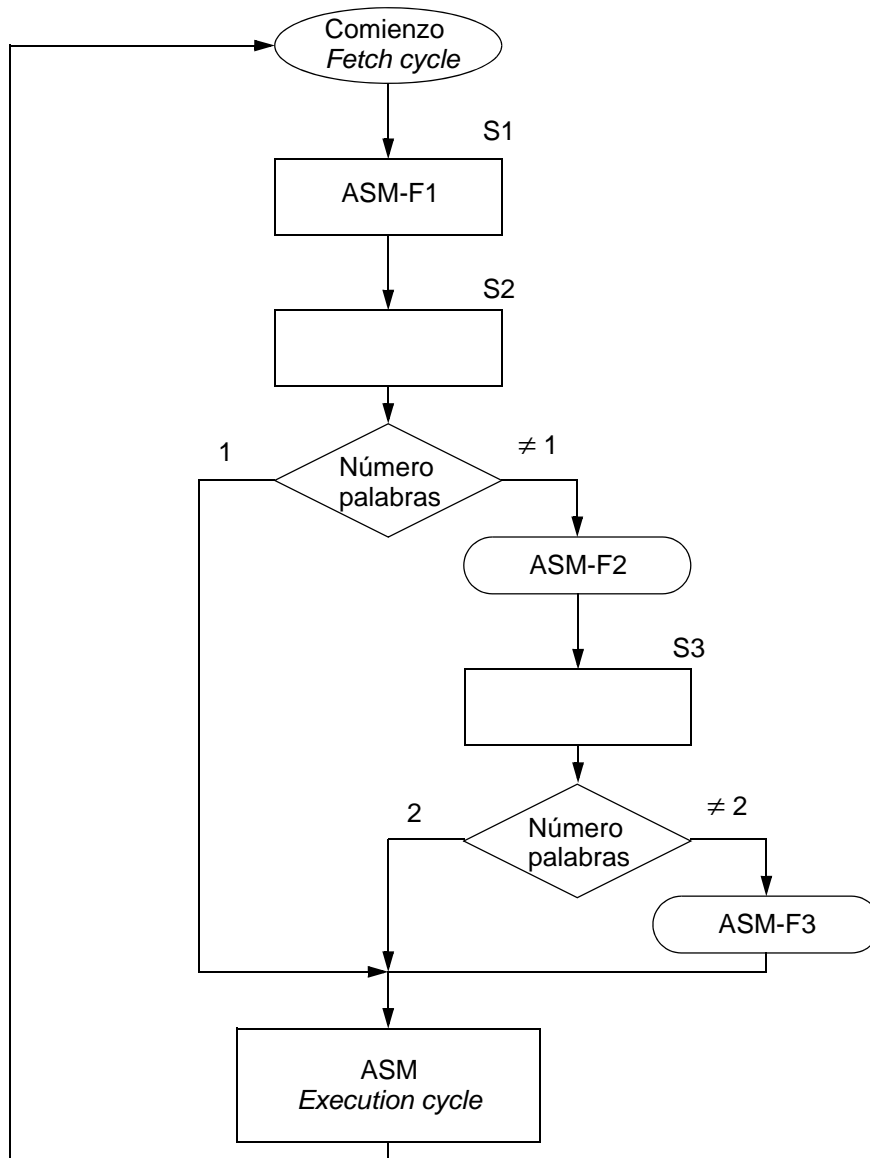 Comienzo
Fetch cycle
S1
ASM-F1
S2
1
≠ 1
Número
palabras
ASM-F2
S3
2
≠ 2
Número
palabras
ASM-F3
ASM
Execution cycle